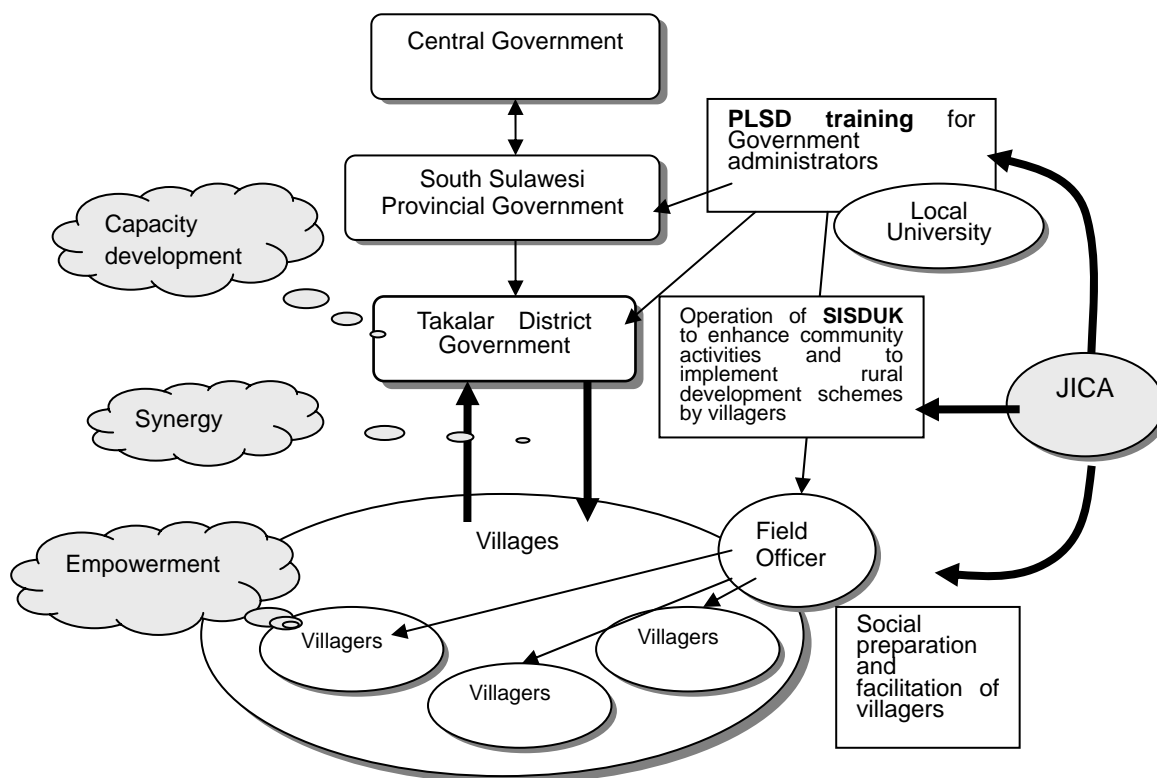 Central Government
South Sulawesi
Provincial Government
PLSD training for
Government
administrators
Local
University
Capacity
development
Takalar District
Government
Operation of SISDUK
to enhance community
activities and to
implement rural
development schemes
by villagers
JICA
Synergy
Villages
Field
Officer
Empowerment
Villagers
Villagers
Villagers
Social
preparation
and
facilitation of
villagers